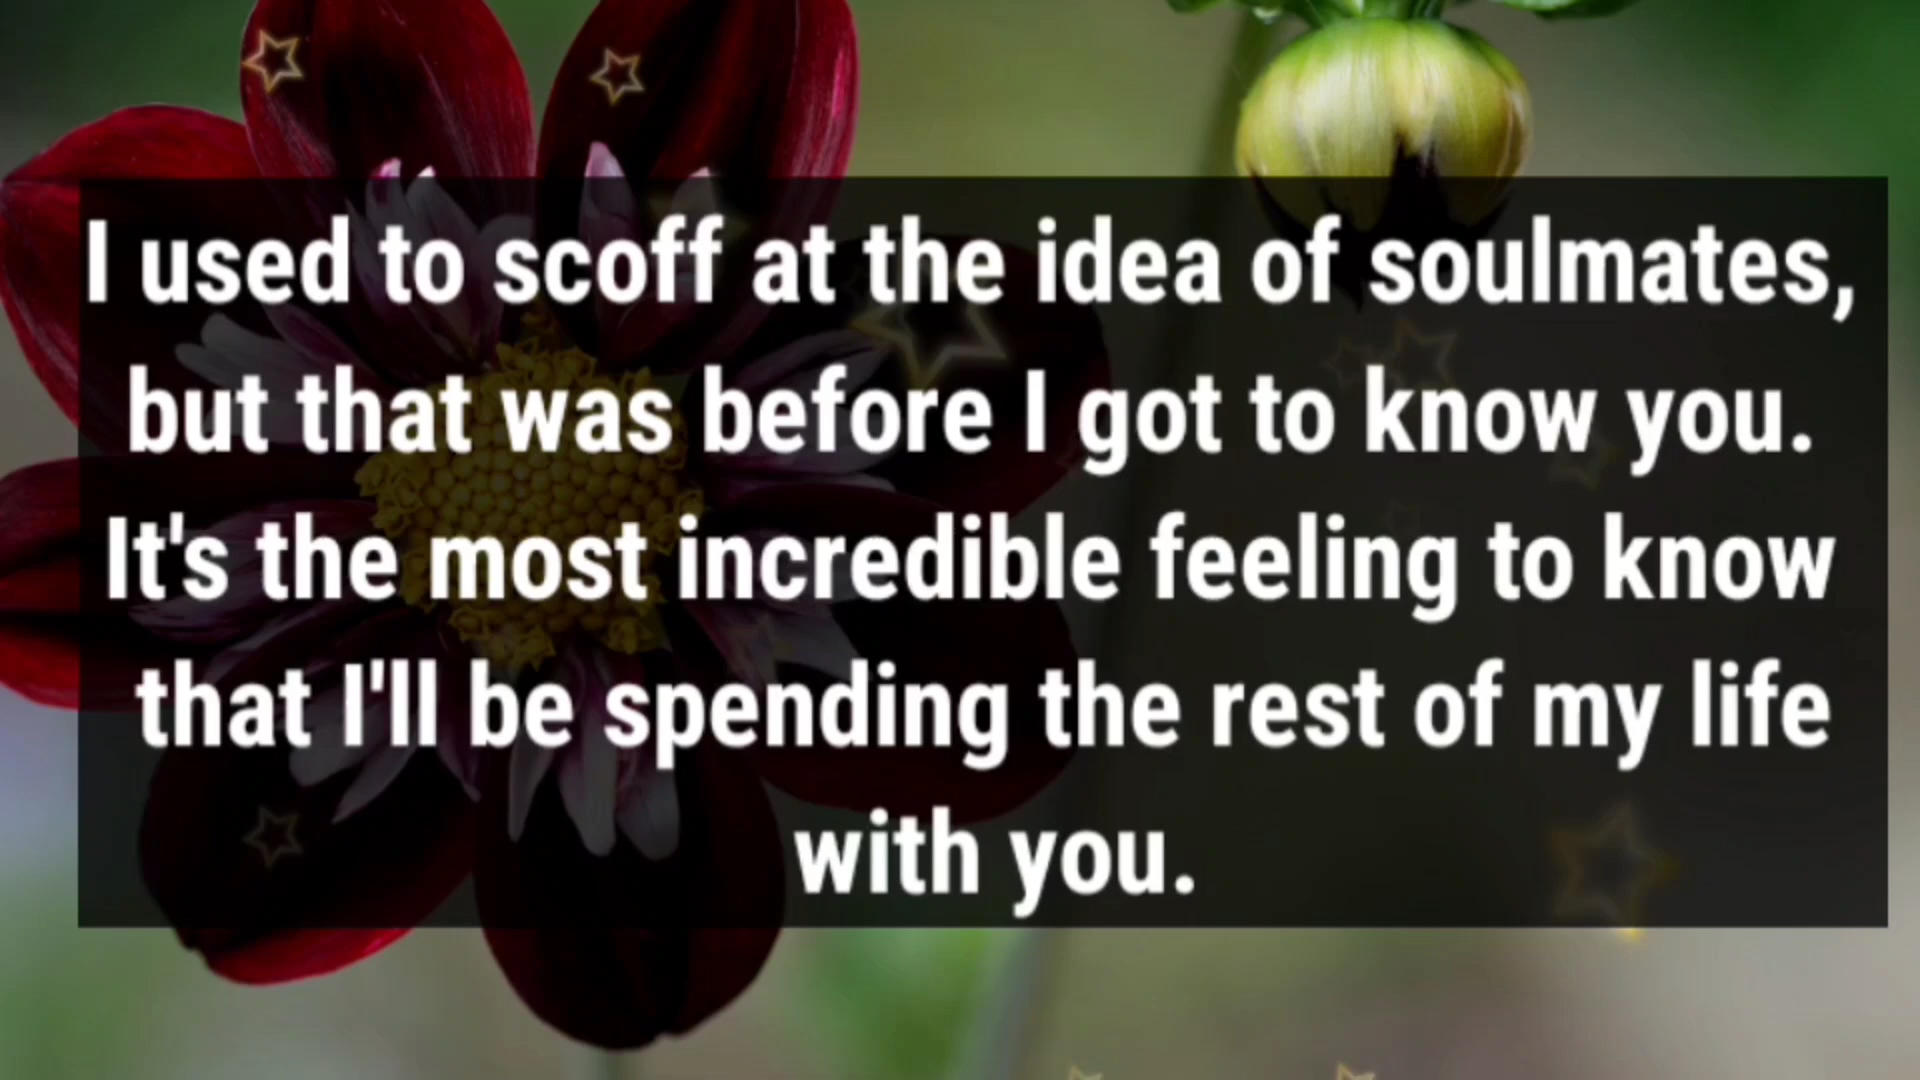 I used to scoff at the idea of soulmates,
but that was before I got to know you.
It's the most incredible feeling to know
that I'll be spending the rest of my life
with you.